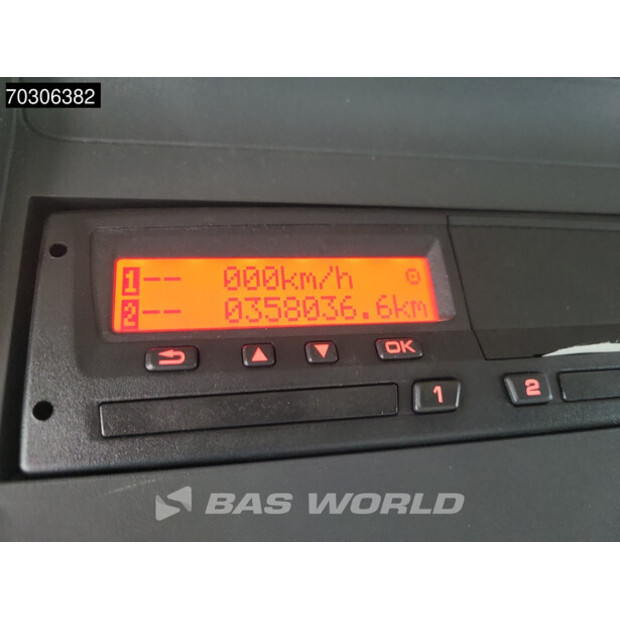 70306382
1 -- 000km/h
2 -- 0358036.6km
OK
1 2
BAS WORLD